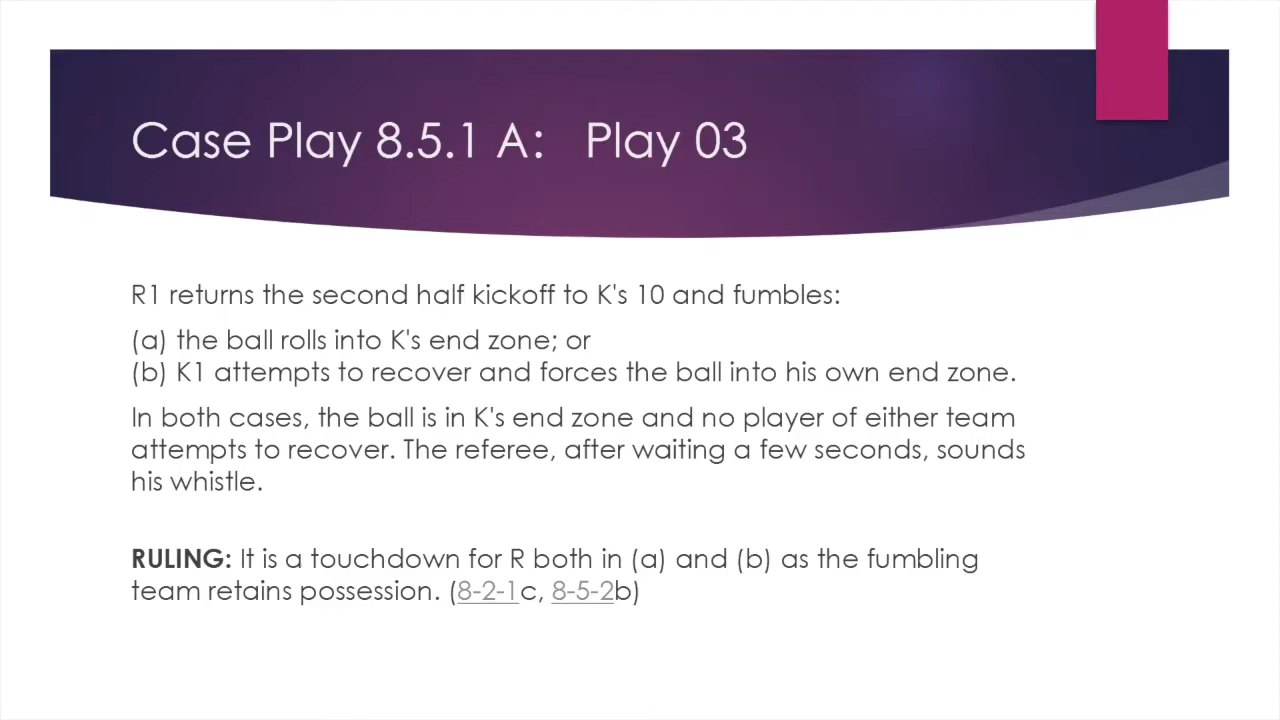 Case Play 8.5.1 A: Play 03
R1 returns the second half kickoff to K's 10 and fumbles:
(a) the ball rolls into K's end zone; or
(b) K1 attempts to recover and forces the ball into his own end zone.
In both cases, the ball is in K's end zone and no player of either team
attempts to recover. The referee, after waiting a few seconds, sounds
his whistle.
RULING: It is a touchdown for R both in (a) and (b) as the fumbling
team retains possession. (8-2-1c, 8-5-2b)